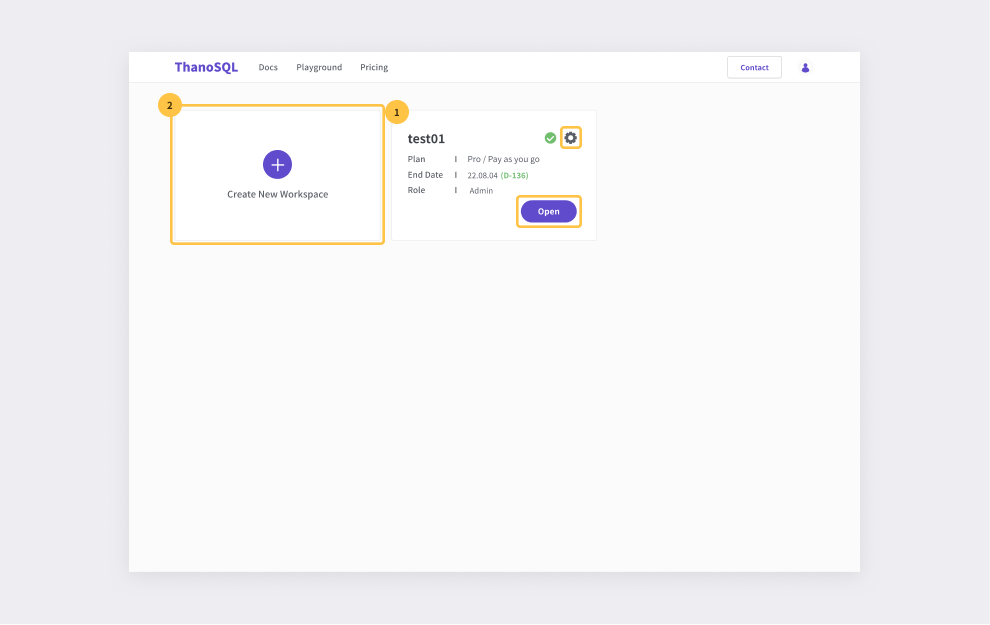 ThanoSQL Docs Playground Pricing Contact
2
Create New Workspace
1
test01
Plan I Pro / Pay as you go
End Date I 22.08.04 (D-136)
Role I Admin
Open